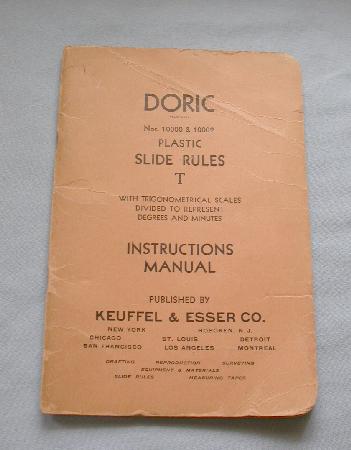 DORIC
Nos. 10000 & 10009
PLASTIC
SLIDE RULES
T
WITH TRIGONOMETRICAL SCALES
DIVIDED TO REPRESENT
DEGREES AND MINUTES
INSTRUCTIONS
MANUAL
PUBLISHED BY
KEUFFEL & ESSER CO.
NEW YORK HOBOKEN, N. J.
CHICAGO ST. LOUIS DETROIT
SAN FRANCISCO LOS ANGELES MONTREAL
DRAFTING REPRODUCTION SURVEYING
EQUIPMENT & MATERIALS
SLIDE RULES MEASURING TAPES